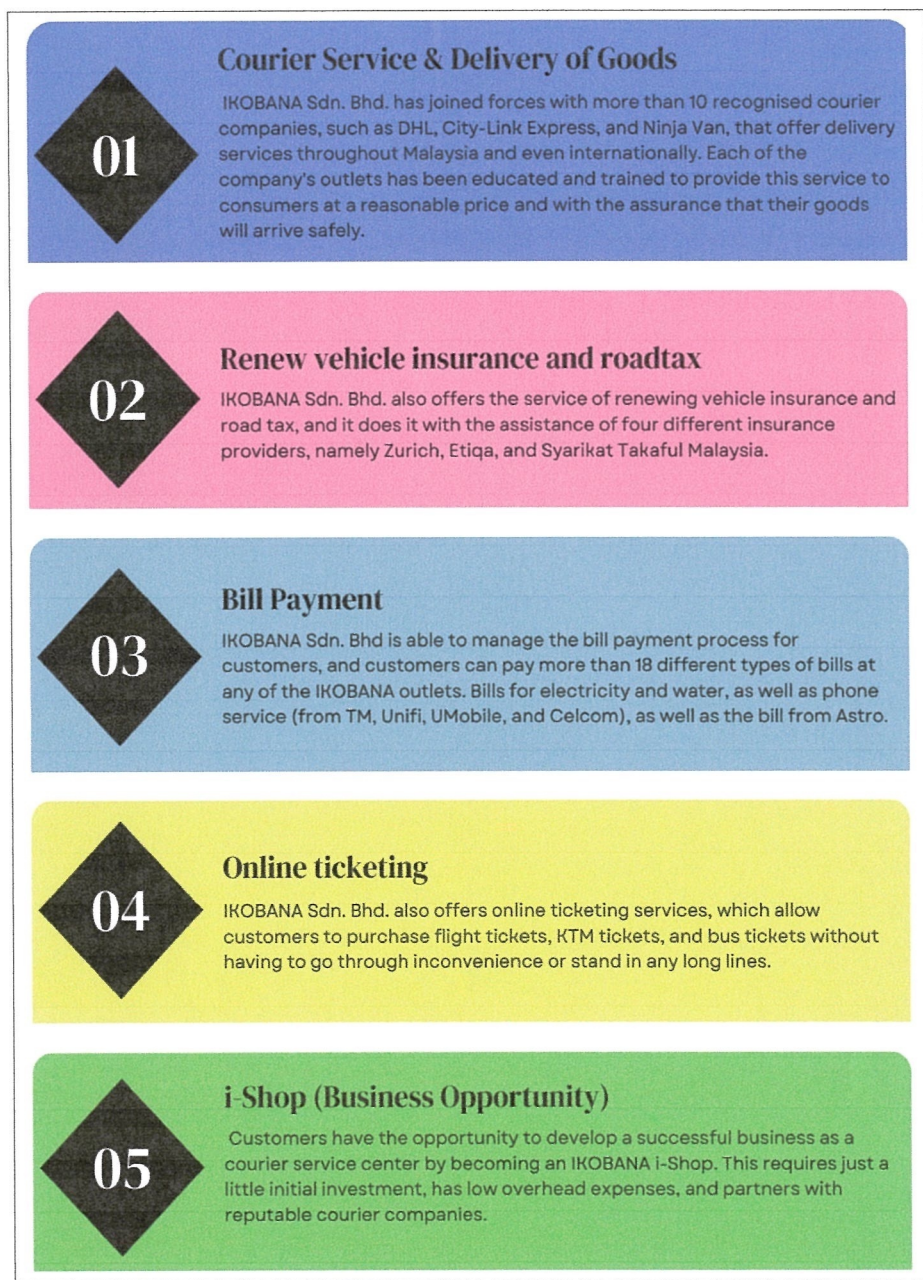 Courier Service & Delivery of Goods
01
IKOBANA Sdn. Bhd. has joined forces with more than 10 recognised courier
companies, such as DHL, City-Link Express, and Ninja Van, that offer delivery
services throughout Malaysia and even internationally. Each of the
company's outlets has been educated and trained to provide this service to
consumers at a reasonable price and with the assurance that their goods
will arrive safely.
Renew vehicle insurance and roadtax
02
IKOBANA Sdn. Bhd. also offers the service of renewing vehicle insurance and
road tax, and it does it with the assistance of four different insurance
providers, namely Zurich, Etiqa, and Syarikat Takaful Malaysia.
Bill Payment
03
IKOBANA Sdn. Bhd is able to manage the bill payment process for
customers, and customers can pay more than 18 different types of bills at
any of the IKOBANA outlets. Bills for electricity and water, as well as phone
service (from TM, Unifi, UMobile, and Celcom), as well as the bill from Astro.
Online ticketing
04
IKOBANA Sdn. Bhd. also offers online ticketing services, which allow
customers to purchase flight tickets, KTM tickets, and bus tickets without
having to go through inconvenience or stand in any long lines.
i-Shop (Business Opportunity)
05
Customers have the opportunity to develop a successful business as a
courier service center by becoming an IKOBANA i-Shop. This requires just a
little initial investment, has low overhead expenses, and partners with
reputable courier companies.